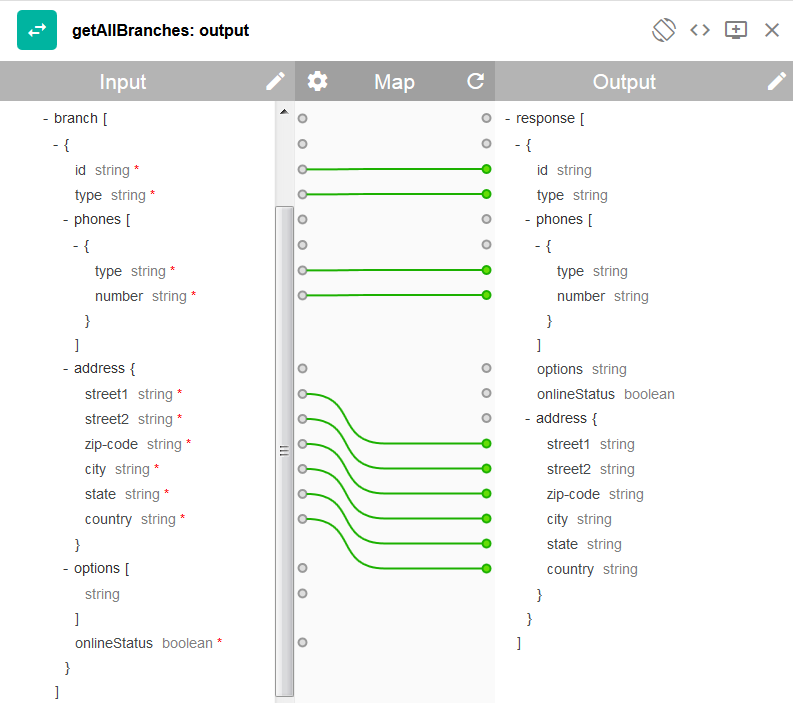 getAllBranches: output
Input Map Output
- branch [
- {
id string *
type string *
- phones [
- {
type string *
number string *
}
]
- address {
street1 string *
street2 string *
zip-code string *
city string *
state string *
country string *
}
- options [
string
]
onlineStatus boolean *
}
]
- response [
- {
id string
type string
- phones [
- {
type string
number string
}
]
options string
onlineStatus boolean
- address {
street1 string
street2 string
zip-code string
city string
state string
country string
}
}
]